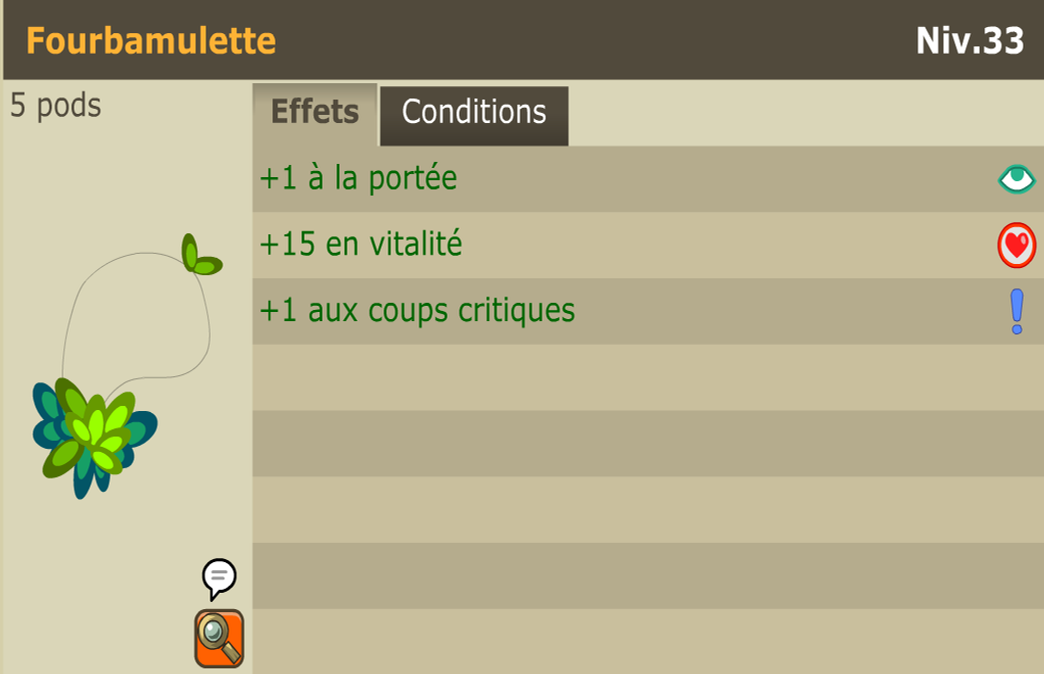 Fourbamulette
Niv.33
5 pods
Effets
Conditions
+1 à la portée
+15 en vitalité
+1 aux coups critiques